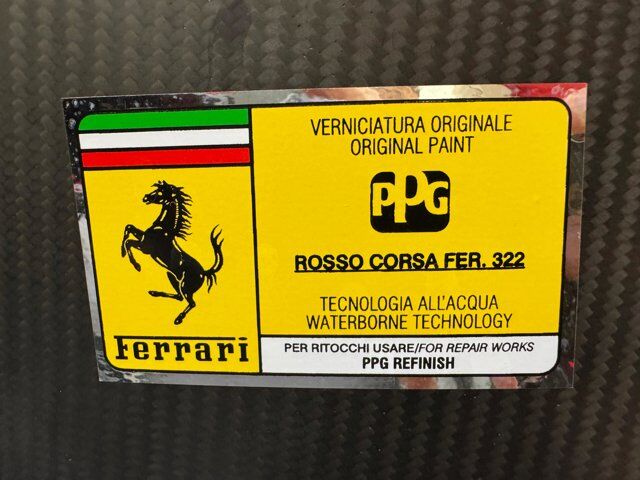 Ferrari
VERNICIATURA ORIGINALE
ORIGINAL PAINT
PPG
ROSSO CORSA FER. 322
TECNOLOGIA ALL'ACQUA
WATERBORNE TECHNOLOGY
PER RITOCCHI USARE/FOR REPAIR WORKS
PPG REFINISH